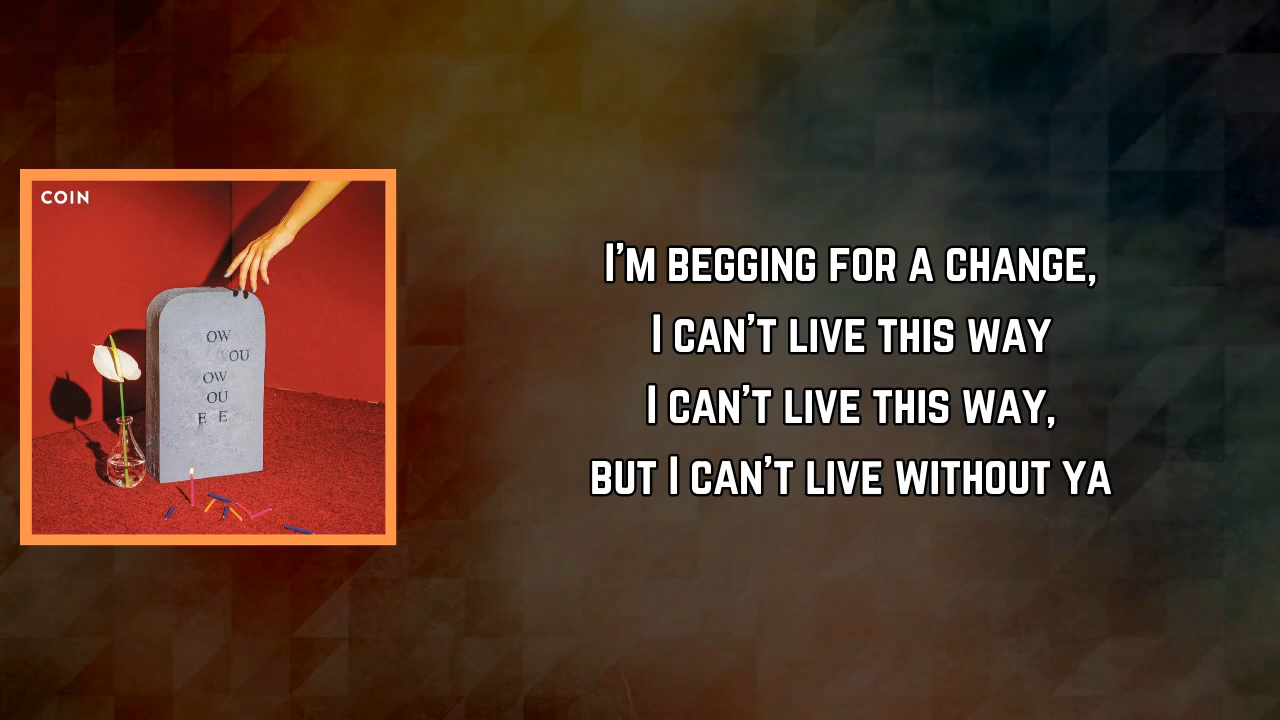 COIN
OW
OU
OW
OU
E E
I'M BEGGING FOR A CHANGE,
I CAN'T LIVE THIS WAY
I CAN'T LIVE THIS WAY,
BUT I CAN'T LIVE WITHOUT YA